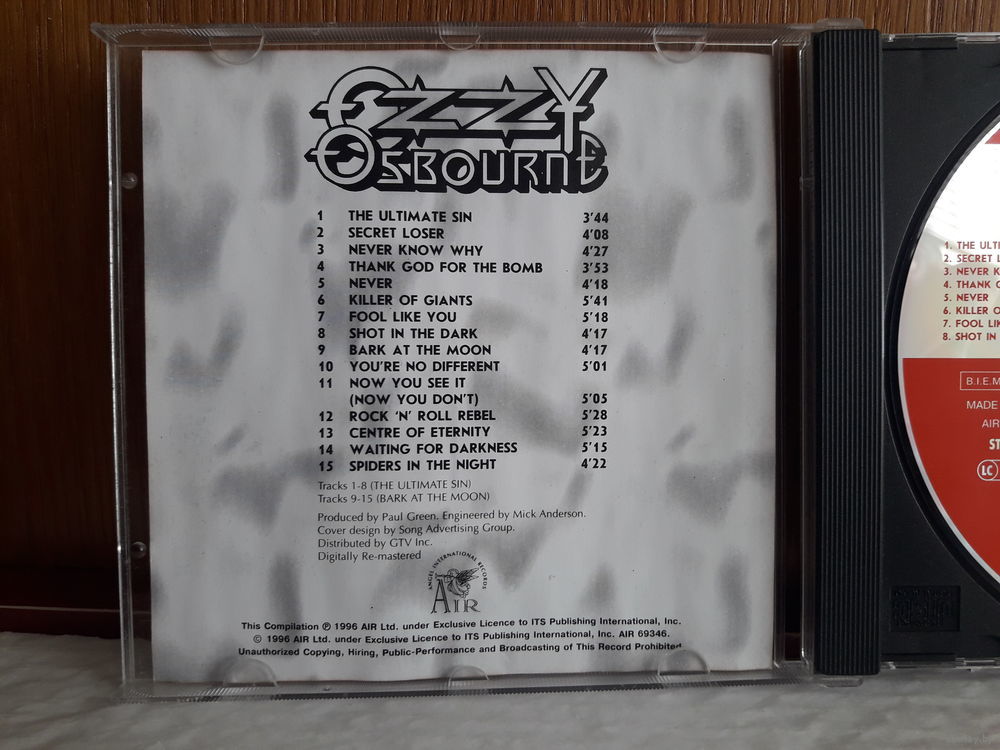 OZZY
OSBOURNE
1 THE ULTIMATE SIN 3'44
2 SECRET LOSER 4'08
3 NEVER KNOW WHY 4'27
4 THANK GOD FOR THE BOMB 3'53
5 NEVER 4'18
6 KILLER OF GIANTS 5'41
7 FOOL LIKE YOU 5'18
8 SHOT IN THE DARK 4'17
9 BARK AT THE MOON 4'17
10 YOU'RE NO DIFFERENT 5'01
11 NOW YOU SEE IT
(NOW YOU DON'T) 5'05
12 ROCK 'N' ROLL REBEL 5'28
13 CENTRE OF ETERNITY 5'23
14 WAITING FOR DARKNESS 5'15
15 SPIDERS IN THE NIGHT 4'22
Tracks 1-8 (THE ULTIMATE SIN)
Tracks 9-15 (BARK AT THE MOON)
Produced by Paul Green. Engineered by Mick Anderson.
Cover design by Song Advertising Group.
Distributed by GTV Inc.
Digitally Re-mastered
ANGEL INTERNATIONAL RECORDS
AIR
This Compilation ℗ 1996 AIR Ltd. under Exclusive Licence to ITS Publishing International, Inc.
© 1996 AIR Ltd. under Exclusive Licence to ITS Publishing International, Inc. AIR 69346.
Unauthorized Copying, Hiring, Public-Performance and Broadcasting of This Record Prohibited.
1. THE ULTI
2. SECRET L
3. NEVER K
4. THANK G
5. NEVER
6. KILLER O
7. FOOL LIK
8. SHOT IN
B.I.E.M
MADE
AIR
ST
LC